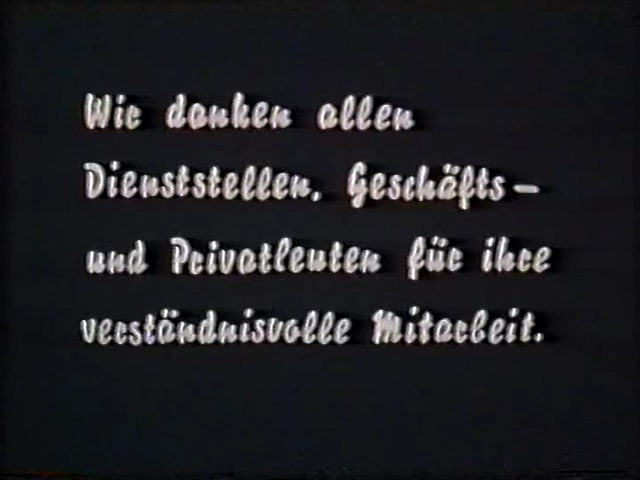 Wir danken allen
Dienststellen, Geschäfts-
und Privatleuten für ihre
verständnisvolle Mitarbeit.